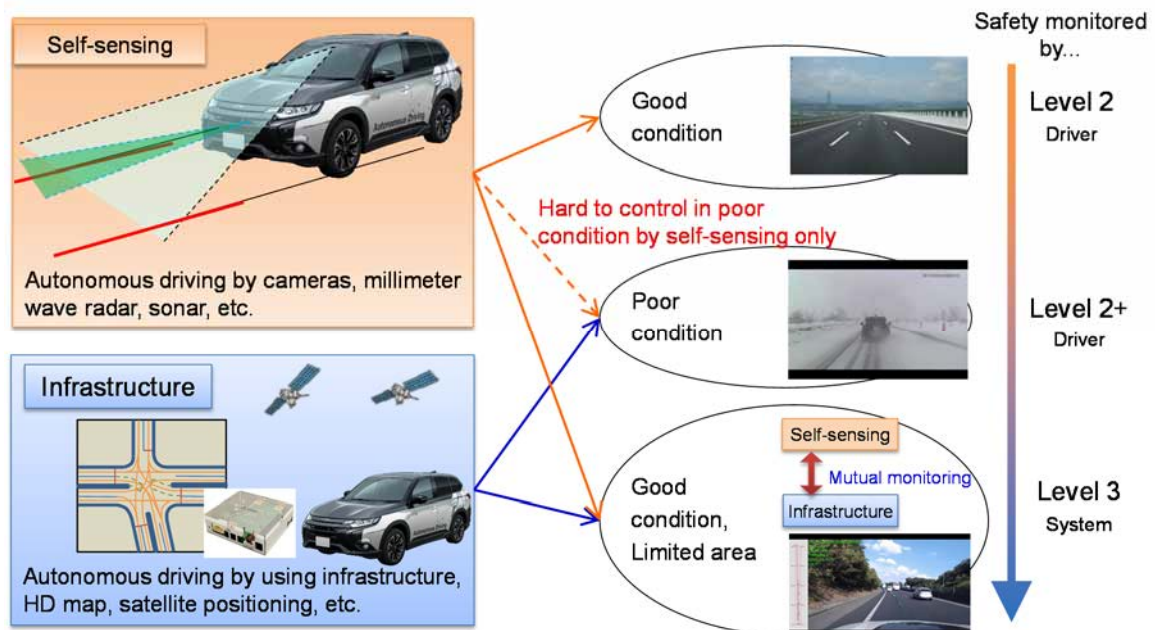 Self-sensing
Autonomous Driving
Autonomous driving by cameras, millimeter
wave radar, sonar, etc.
Infrastructure
Autonomous driving by using infrastructure,
HD map, satellite positioning, etc.
Hard to control in poor
condition by self-sensing only
Good
condition
Poor
condition
Good
condition,
Limited area
Self-sensing
Mutual monitoring
Infrastructure
Safety monitored
by...
Level 2
Driver
Level 2+
Driver
Level 3
System